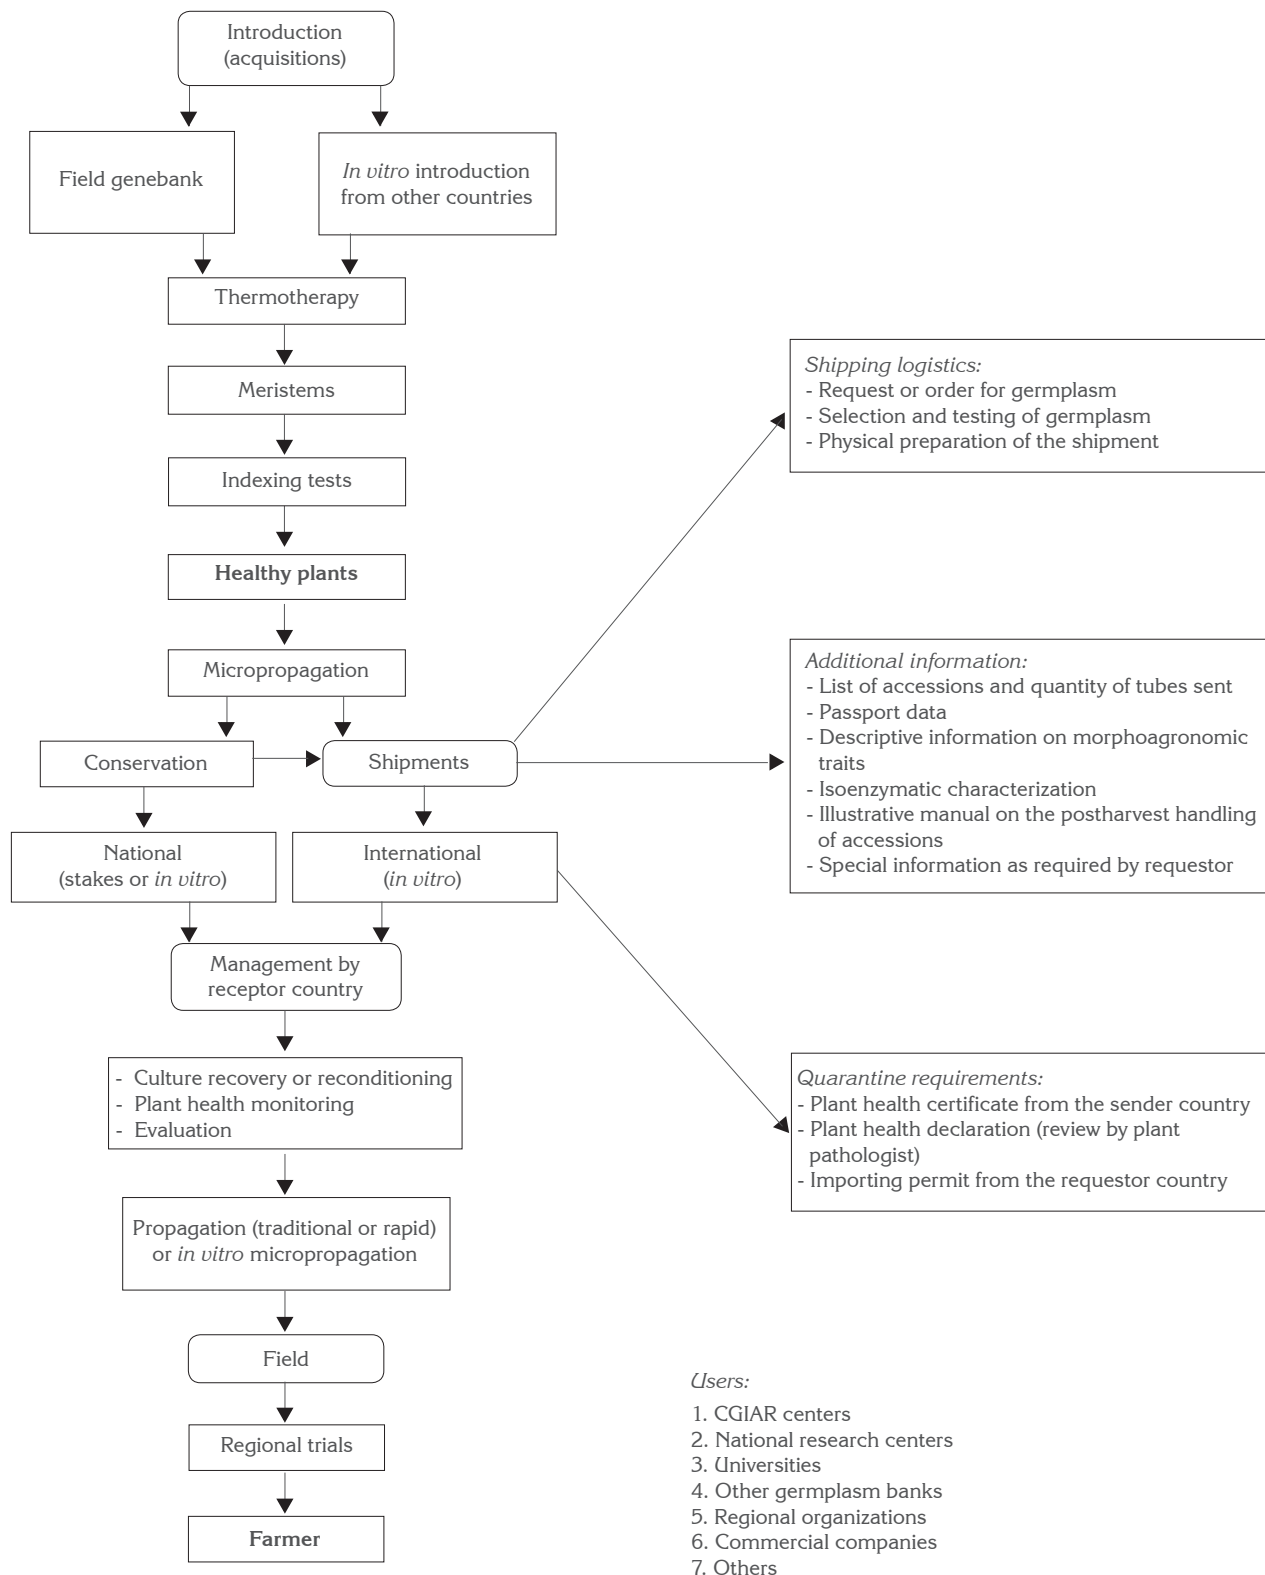 Introduction
(acquisitions)
Field genebank
In vitro introduction
from other countries
Thermotherapy
Meristems
Indexing tests
Healthy plants
Micropropagation
Conservation
Shipments
National
(stakes or in vitro)
International
(in vitro)
Management by
receptor country
- Culture recovery or reconditioning
- Plant health monitoring
- Evaluation
Propagation (traditional or rapid)
or in vitro micropropagation
Field
Regional trials
Farmer
Shipping logistics:
- Request or order for germplasm
- Selection and testing of germplasm
- Physical preparation of the shipment
Additional information:
- List of accessions and quantity of tubes sent
- Passport data
- Descriptive information on morphoagronomic
traits
- Isoenzymatic characterization
- Illustrative manual on the postharvest handling
of accessions
- Special information as required by requestor
Quarantine requirements:
- Plant health certificate from the sender country
- Plant health declaration (review by plant
pathologist)
- Importing permit from the requestor country
Users:
1. CGIAR centers
2. National research centers
3. Universities
4. Other germplasm banks
5. Regional organizations
6. Commercial companies
7. Others